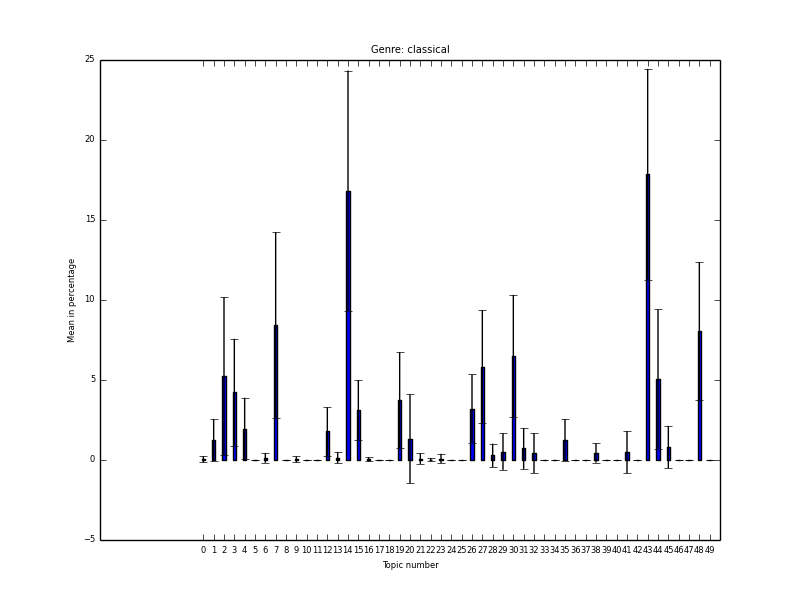 Genre: classical
25
20
15
10
5
0
−5
Mean in percentage
0 1 2 3 4 5 6 7 8 9 10 11 12 13 14 15 16 17 18 19 20 21 22 23 24 25 26 27 28 29 30 31 32 33 34 35 36 37 38 39 40 41 42 43 44 45 46 47 48 49
Topic number